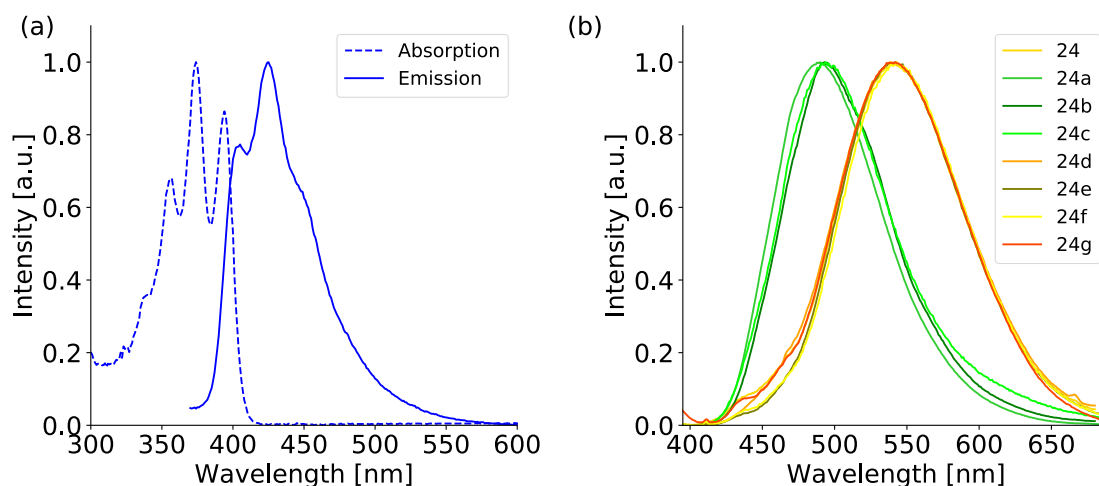 (a)
Intensity [a.u.]
1.0
0.8
0.6
0.4
0.2
0.0
300 350 400 450 500 550 600
Wavelength [nm]
Absorption
Emission
(b)
Intensity [a.u.]
1.0
0.8
0.6
0.4
0.2
0.0
400 450 500 550 600 650
Wavelength [nm]
24
24a
24b
24c
24d
24e
24f
24g